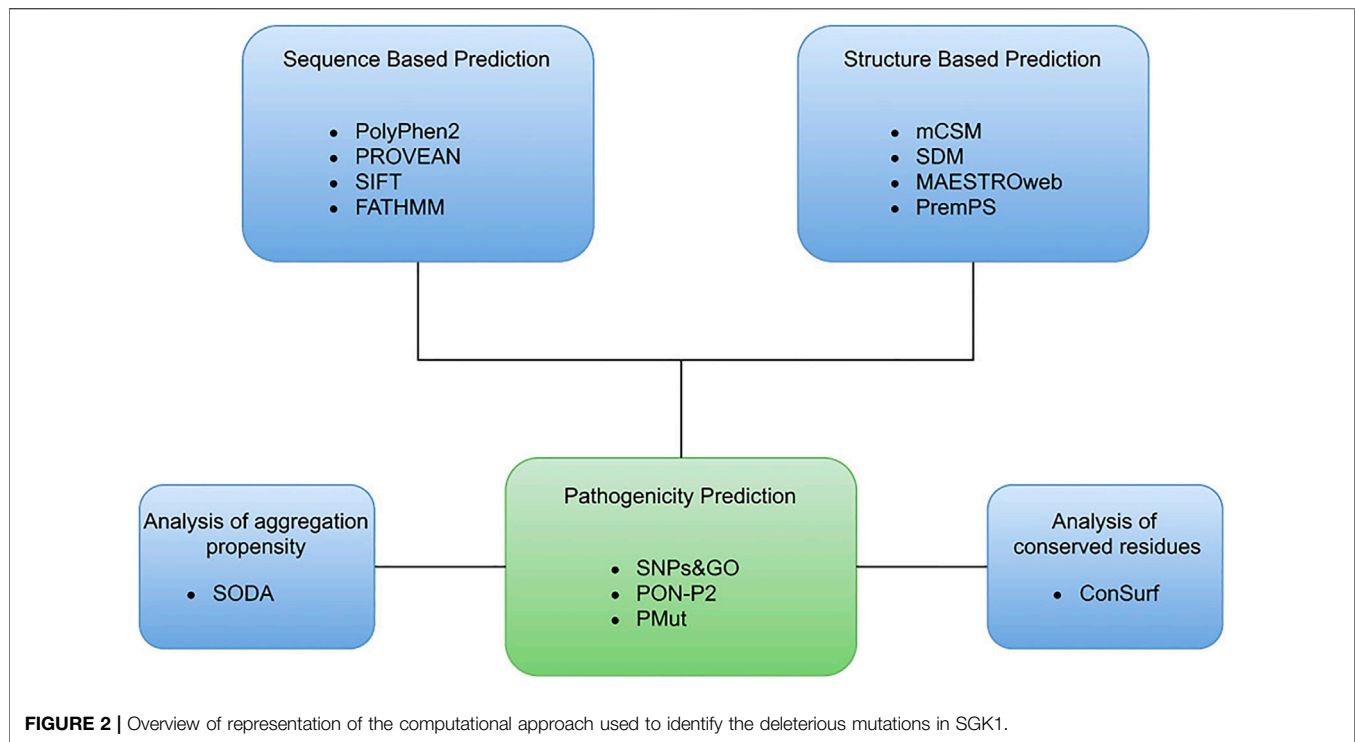 Sequence Based Prediction
• PolyPhen2
• PROVEAN
• SIFT
• FATHMM
Structure Based Prediction
• mCSM
• SDM
• MAESTROweb
• PremPS
Analysis of aggregation
propensity
• SODA
Pathogenicity Prediction
• SNPs&GO
• PON-P2
• PMut
Analysis of
conserved residues
• ConSurf
FIGURE 2 | Overview of representation of the computational approach used to identify the deleterious mutations in SGK1.